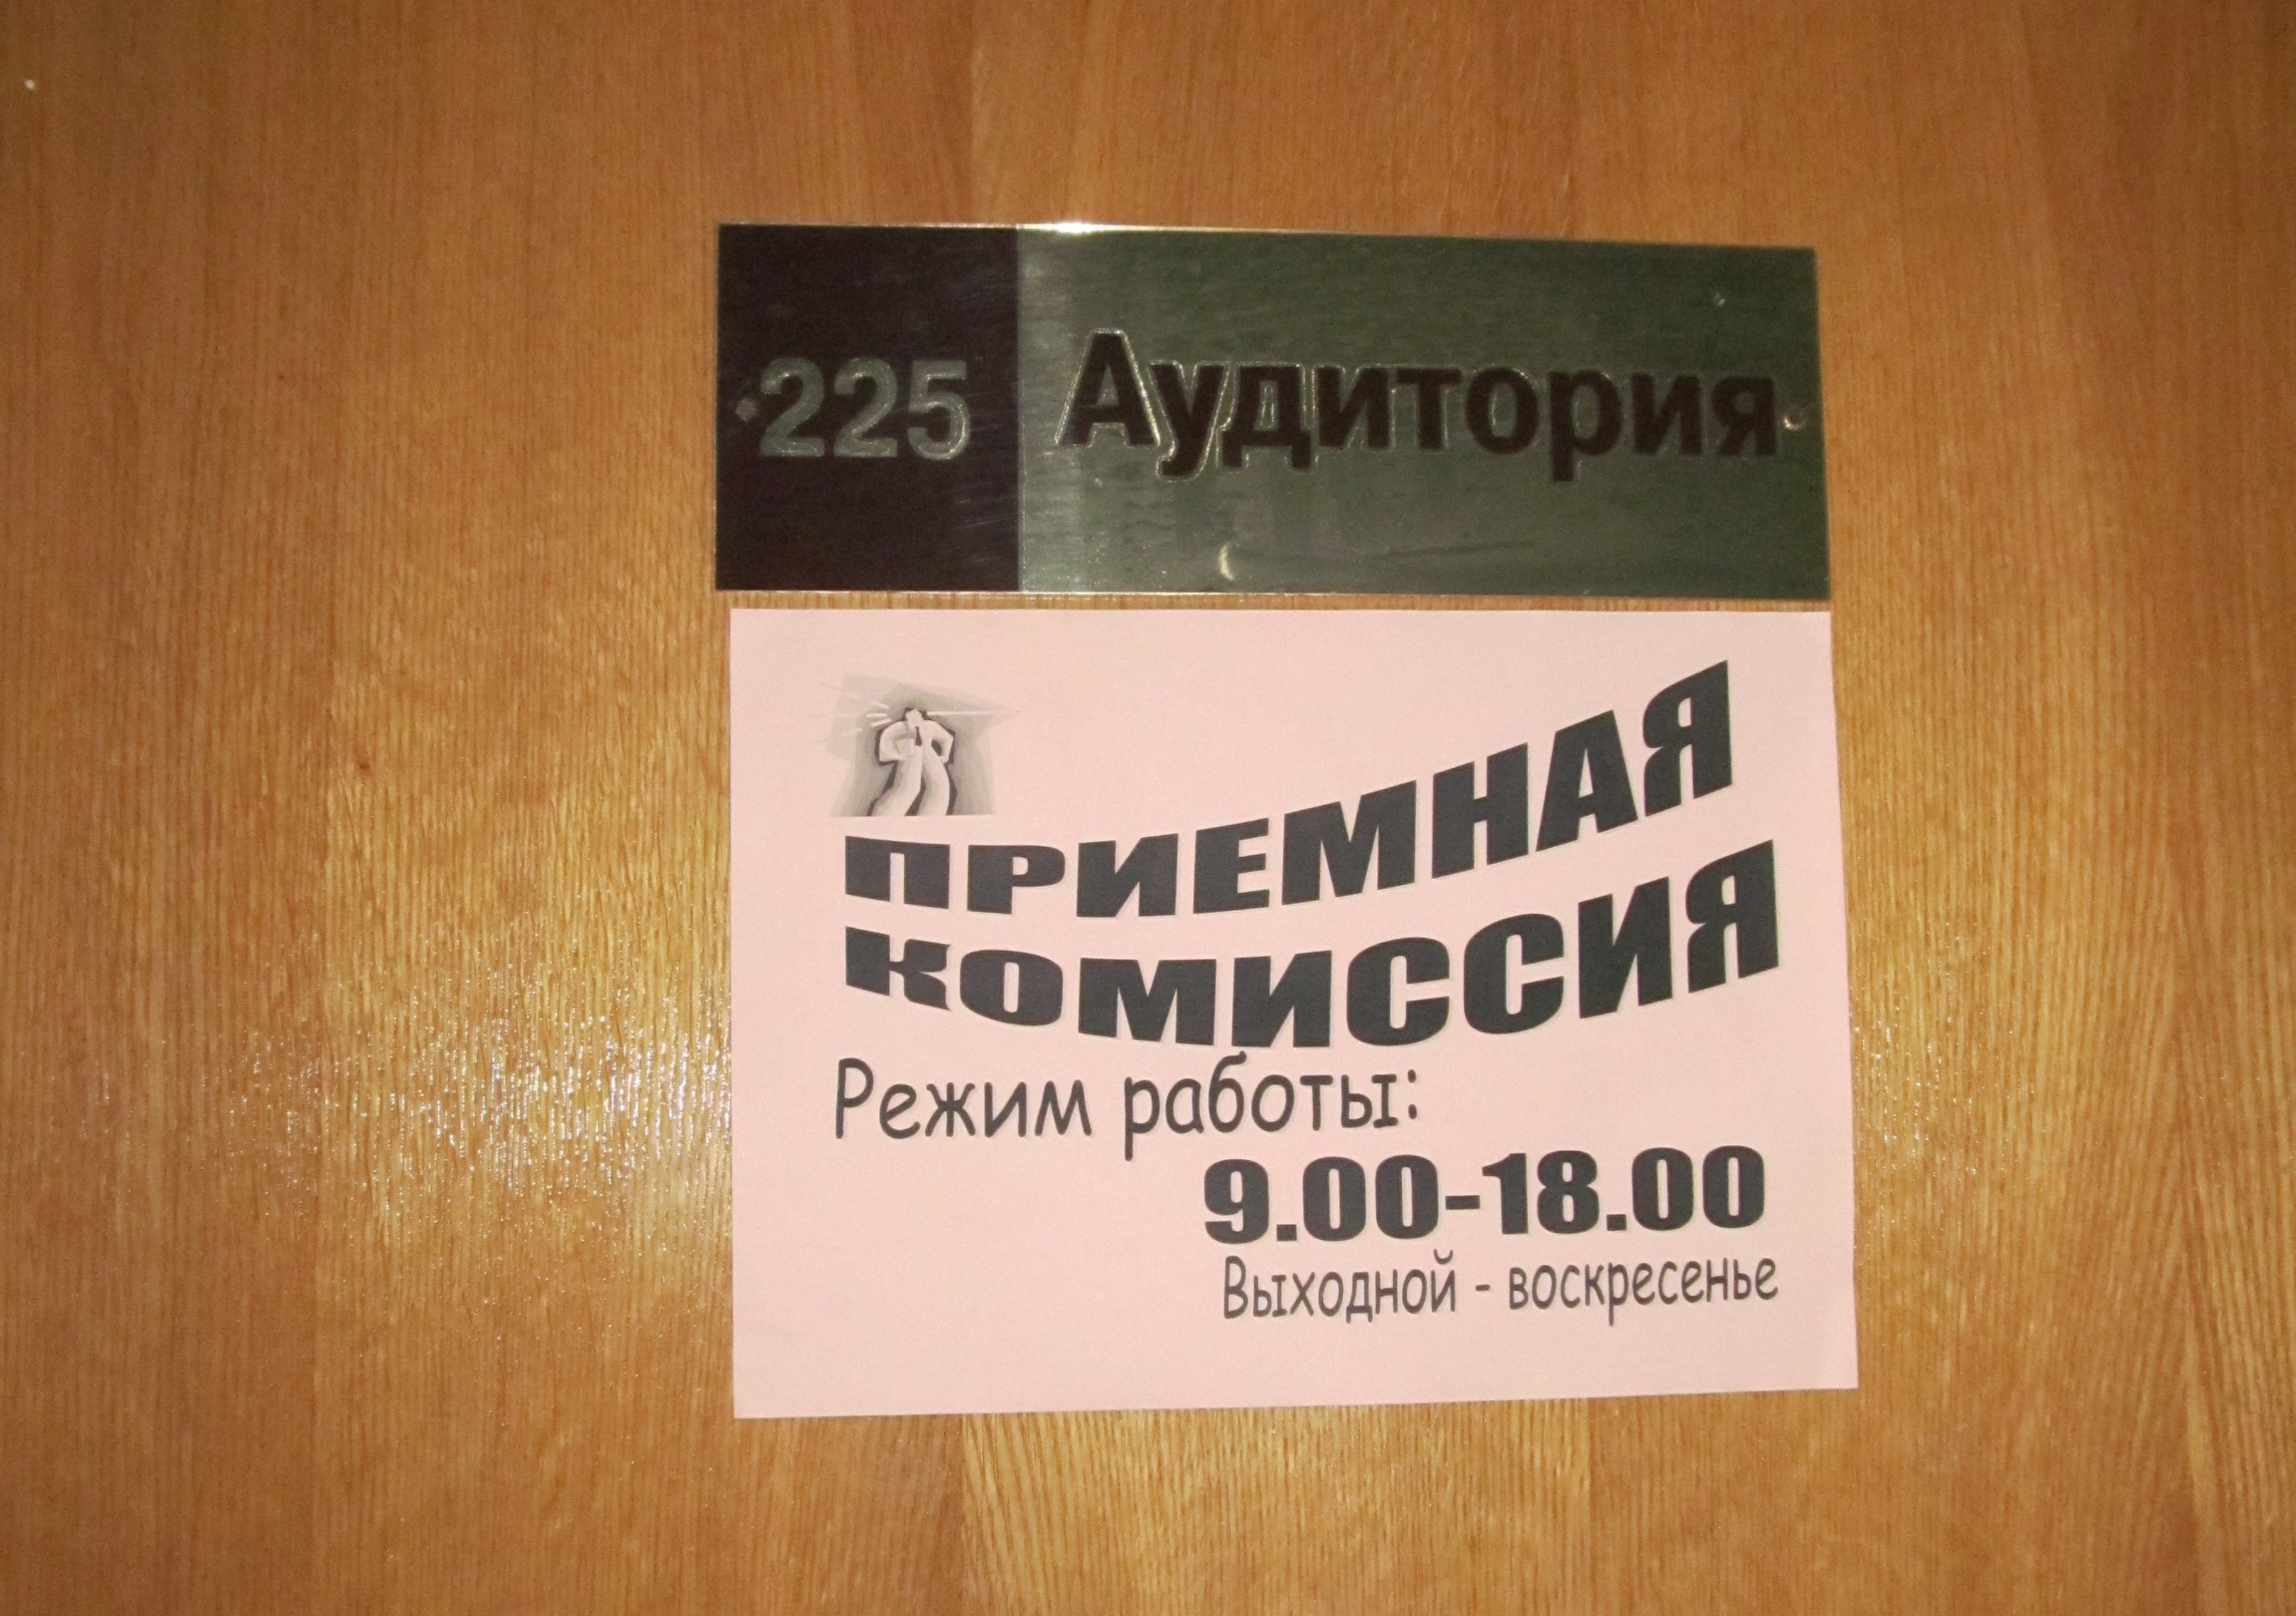 225 Аудитория
ПРИЕМНАЯ
КОМИССИЯ
Режим работы:
9.00-18.00
Выходной - воскресенье